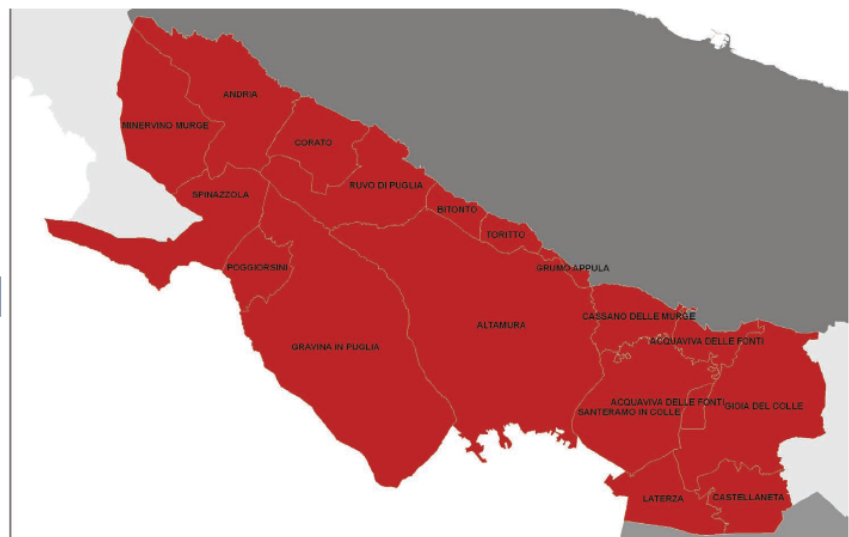 ANDRIA
MINERVINO MURGE
CORATO
RUVO DI PUGLIA
SPINAZZOLA
BITONTO
TORITTO
POGGIORSINI
GRUMO APPULA
CASSANO DELLE MURGE
ALTAMURA
ACQUAVIVA DELLE FONTI
GRAVINA IN PUGLIA
ACQUAVIVA DELLE FONTI
SANTERAMO IN COLLE
GIOIA DEL COLLE
LATERZA
CASTELLANETA